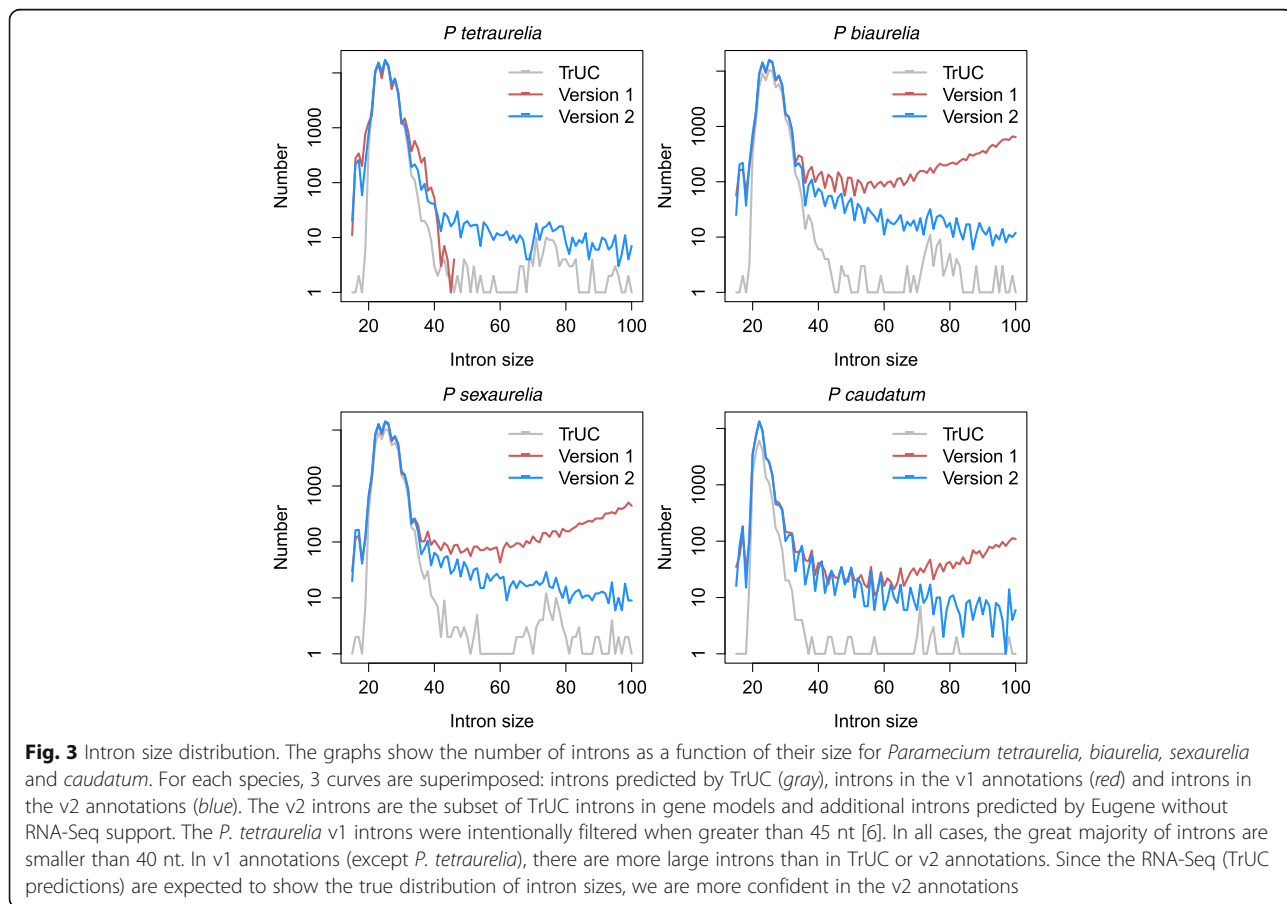 P tetraurelia
TrUC
Version 1
Version 2
Number
1
10
100
1000
20
40
60
80
100
Intron size
P biaurelia
TrUC
Version 1
Version 2
Number
1
10
100
1000
20
40
60
80
100
Intron size
P sexaurelia
TrUC
Version 1
Version 2
Number
1
10
100
1000
20
40
60
80
100
Intron size
P caudatum
TrUC
Version 1
Version 2
Number
1
10
100
1000
20
40
60
80
100
Intron size
Fig. 3 Intron size distribution. The graphs show the number of introns as a function of their size for Paramecium tetraurelia, biaurelia, sexaurelia
and caudatum. For each species, 3 curves are superimposed: introns predicted by TrUC (gray), introns in the v1 annotations (red) and introns in
the v2 annotations (blue). The v2 introns are the subset of TrUC introns in gene models and additional introns predicted by Eugene without
RNA-Seq support. The P. tetraurelia v1 introns were intentionally filtered when greater than 45 nt [6]. In all cases, the great majority of introns are
smaller than 40 nt. In v1 annotations (except P. tetraurelia), there are more large introns than in TrUC or v2 annotations. Since the RNA-Seq (TrUC
predictions) are expected to show the true distribution of intron sizes, we are more confident in the v2 annotations